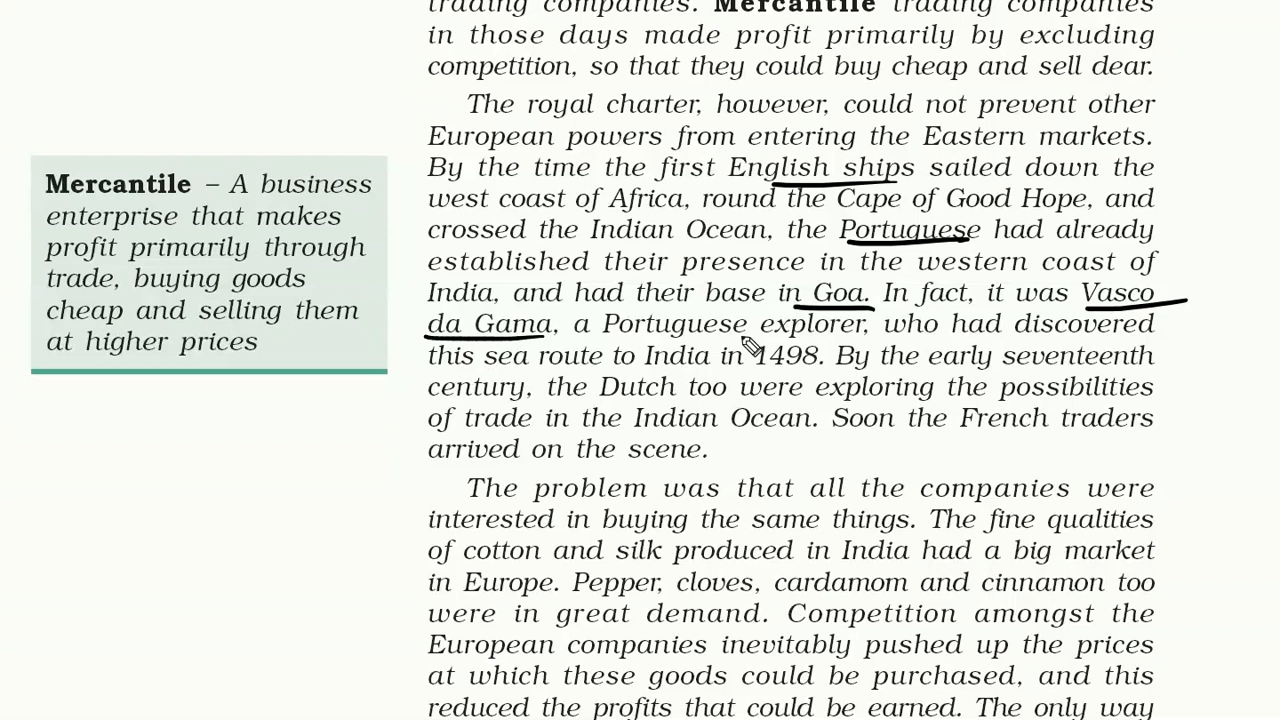 trading companies. Mercantile trading companies
in those days made profit primarily by excluding
competition, so that they could buy cheap and sell dear.
The royal charter, however, could not prevent other
European powers from entering the Eastern markets.
By the time the first English ships sailed down the
west coast of Africa, round the Cape of Good Hope, and
crossed the Indian Ocean, the Portuguese had already
established their presence in the western coast of
India, and had their base in Goa. In fact, it was Vasco
da Gama, a Portuguese explorer, who had discovered
this sea route to India in 1498. By the early seventeenth
century, the Dutch too were exploring the possibilities
of trade in the Indian Ocean. Soon the French traders
arrived on the scene.
The problem was that all the companies were
interested in buying the same things. The fine qualities
of cotton and silk produced in India had a big market
in Europe. Pepper, cloves, cardamom and cinnamon too
were in great demand. Competition amongst the
European companies inevitably pushed up the prices
at which these goods could be purchased, and this
reduced the profits that could be earned. The only way
Mercantile – A business
enterprise that makes
profit primarily through
trade, buying goods
cheap and selling them
at higher prices